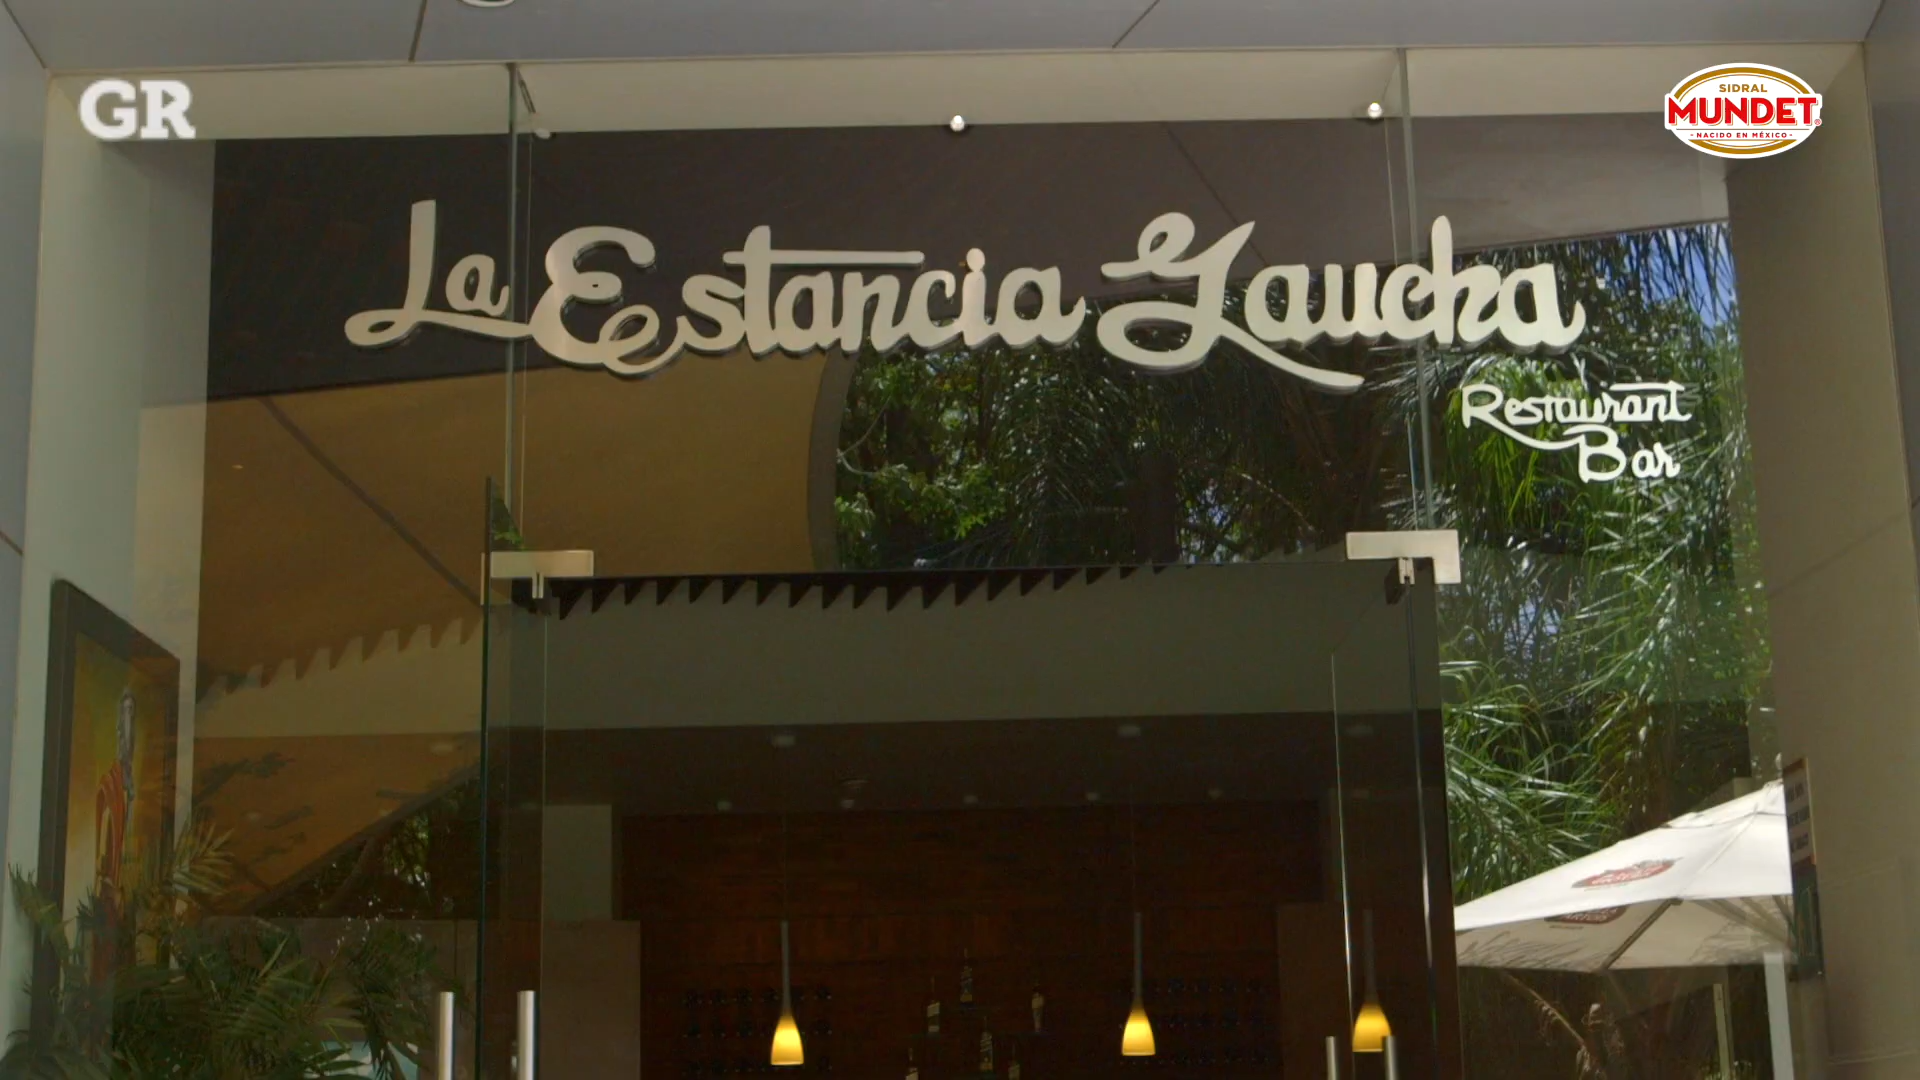 GR
SIDRAL
MUNDET®
- NACIDO EN MÉXICO -
La Estancia Gaucha
Restaurant
Bar